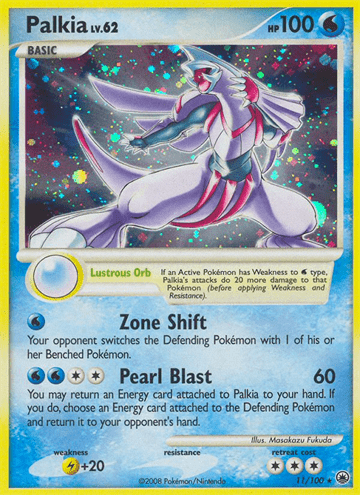 Palkia LV.62 HP 100
BASIC
Lustrous Orb If an Active Pokémon has Weakness to type,
Palkia's attacks do 20 more damage to that
Pokémon (before applying Weakness and
Resistance).
Zone Shift
Your opponent switches the Defending Pokémon with 1 of his or
her Benched Pokémon.
Pearl Blast 60
You may return an Energy card attached to Palkia to your hand. If
you do, choose an Energy card attached to the Defending Pokémon
and return it to your opponent's hand.
Illus. Masakazu Fukuda
weakness resistance retreat cost
+20
©2008 Pokémon/Nintendo 11/100